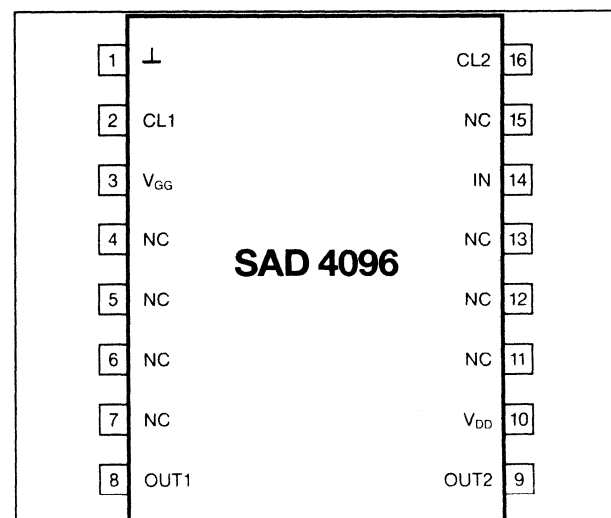 1 ⊥ CL2 16
2 CL1 NC 15
3 VGG IN 14
4 NC NC 13
SAD 4096
5 NC NC 12
6 NC NC 11
7 NC VDD 10
8 OUT1 OUT2 9